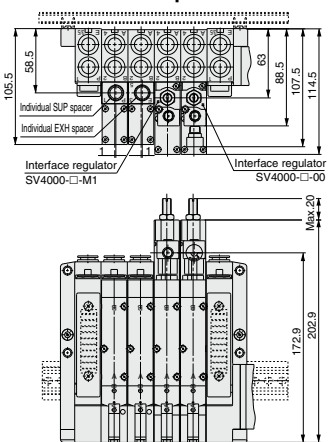 105.5
58.5
63
88.5
107.5
114.5
Individual SUP spacer
Individual EXH spacer
1
1
Interface regulator
SV4000-□-M1
Interface regulator
SV4000-□-00
Max.20
172.9
202.9